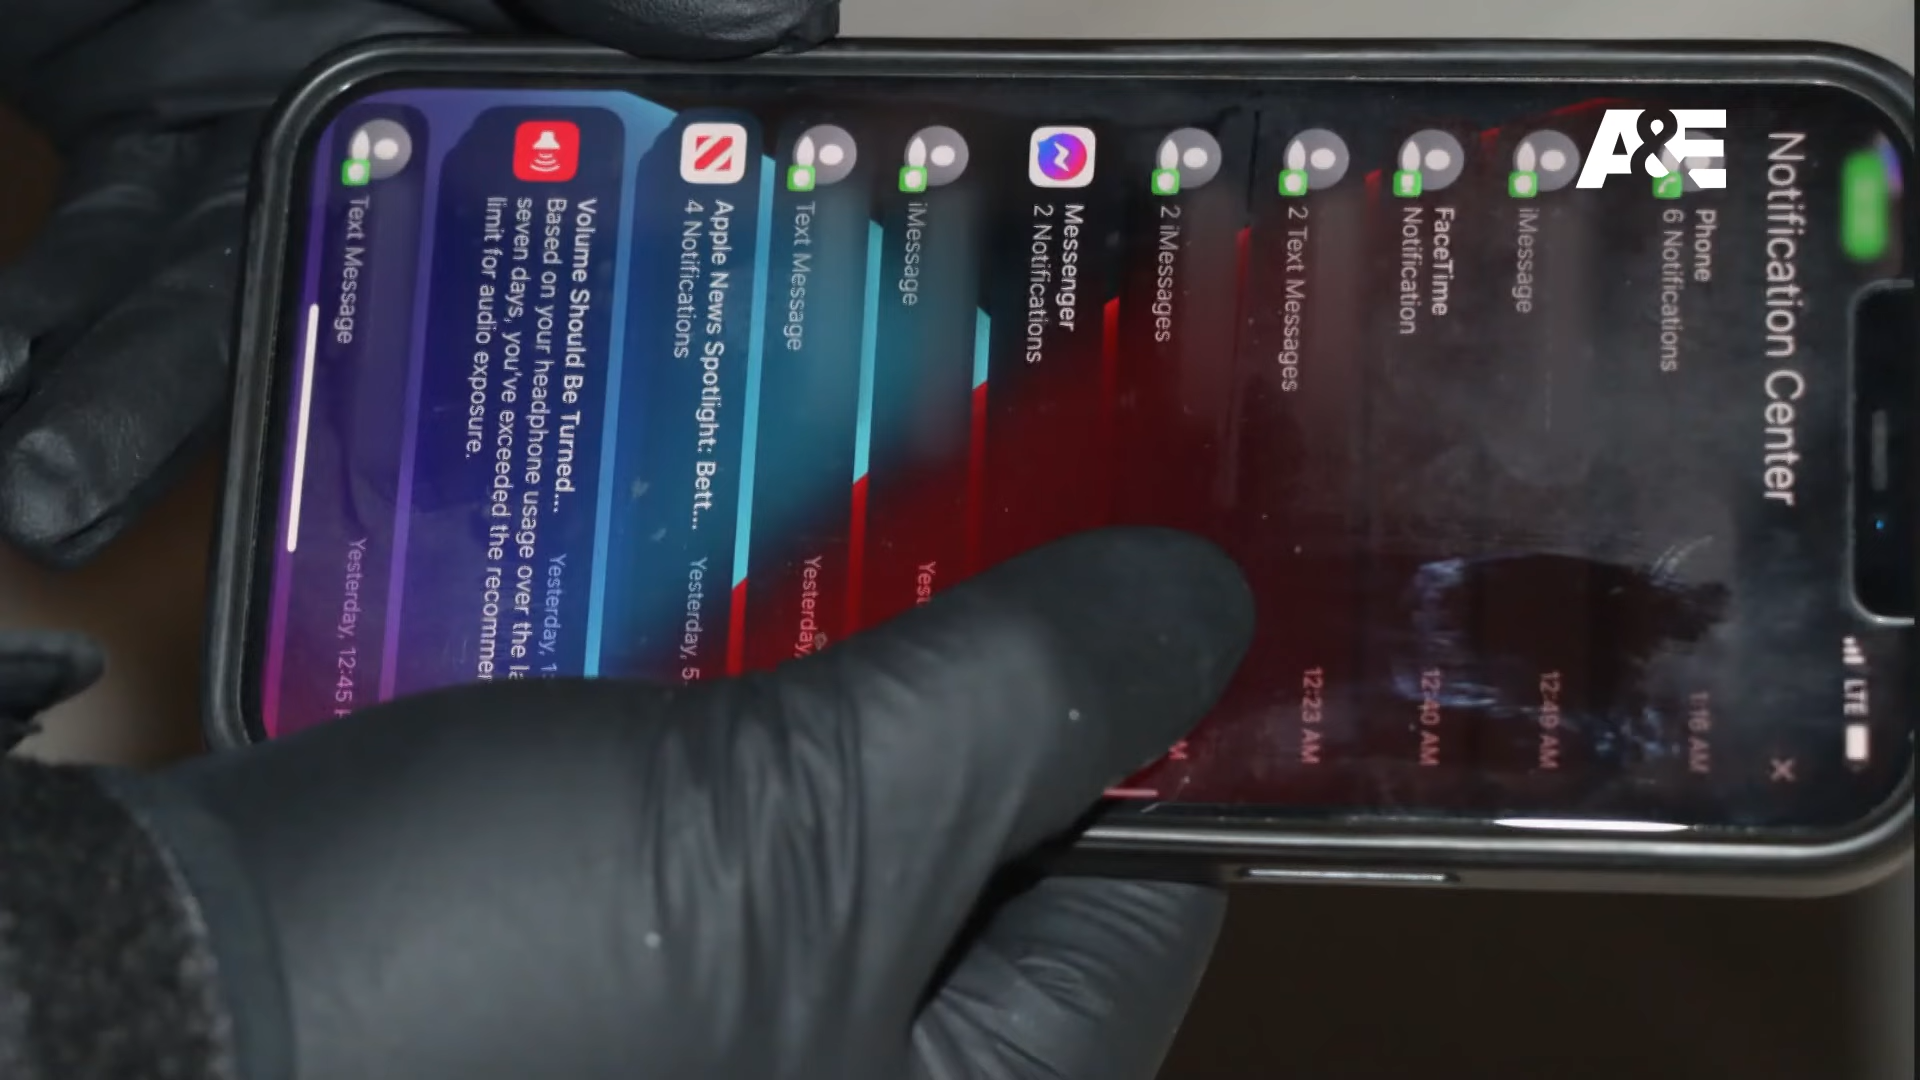 A&E
LTE
Notification Center
Phone
6 Notifications
1:16 AM
iMessage
12:49 AM
FaceTime
Notification
12:40 AM
2 Text Messages
12:23 AM
2 iMessages
Messenger
2 Notifications
iMessage
Text Message
Yesterday,
Apple News Spotlight: Bett...
Yesterday, 5
4 Notifications
Volume Should Be Turned...
Yesterday, 1
Based on your headphone usage over the la
seven days, you've exceeded the recommen
limit for audio exposure.
Text Message
Yesterday, 12:45